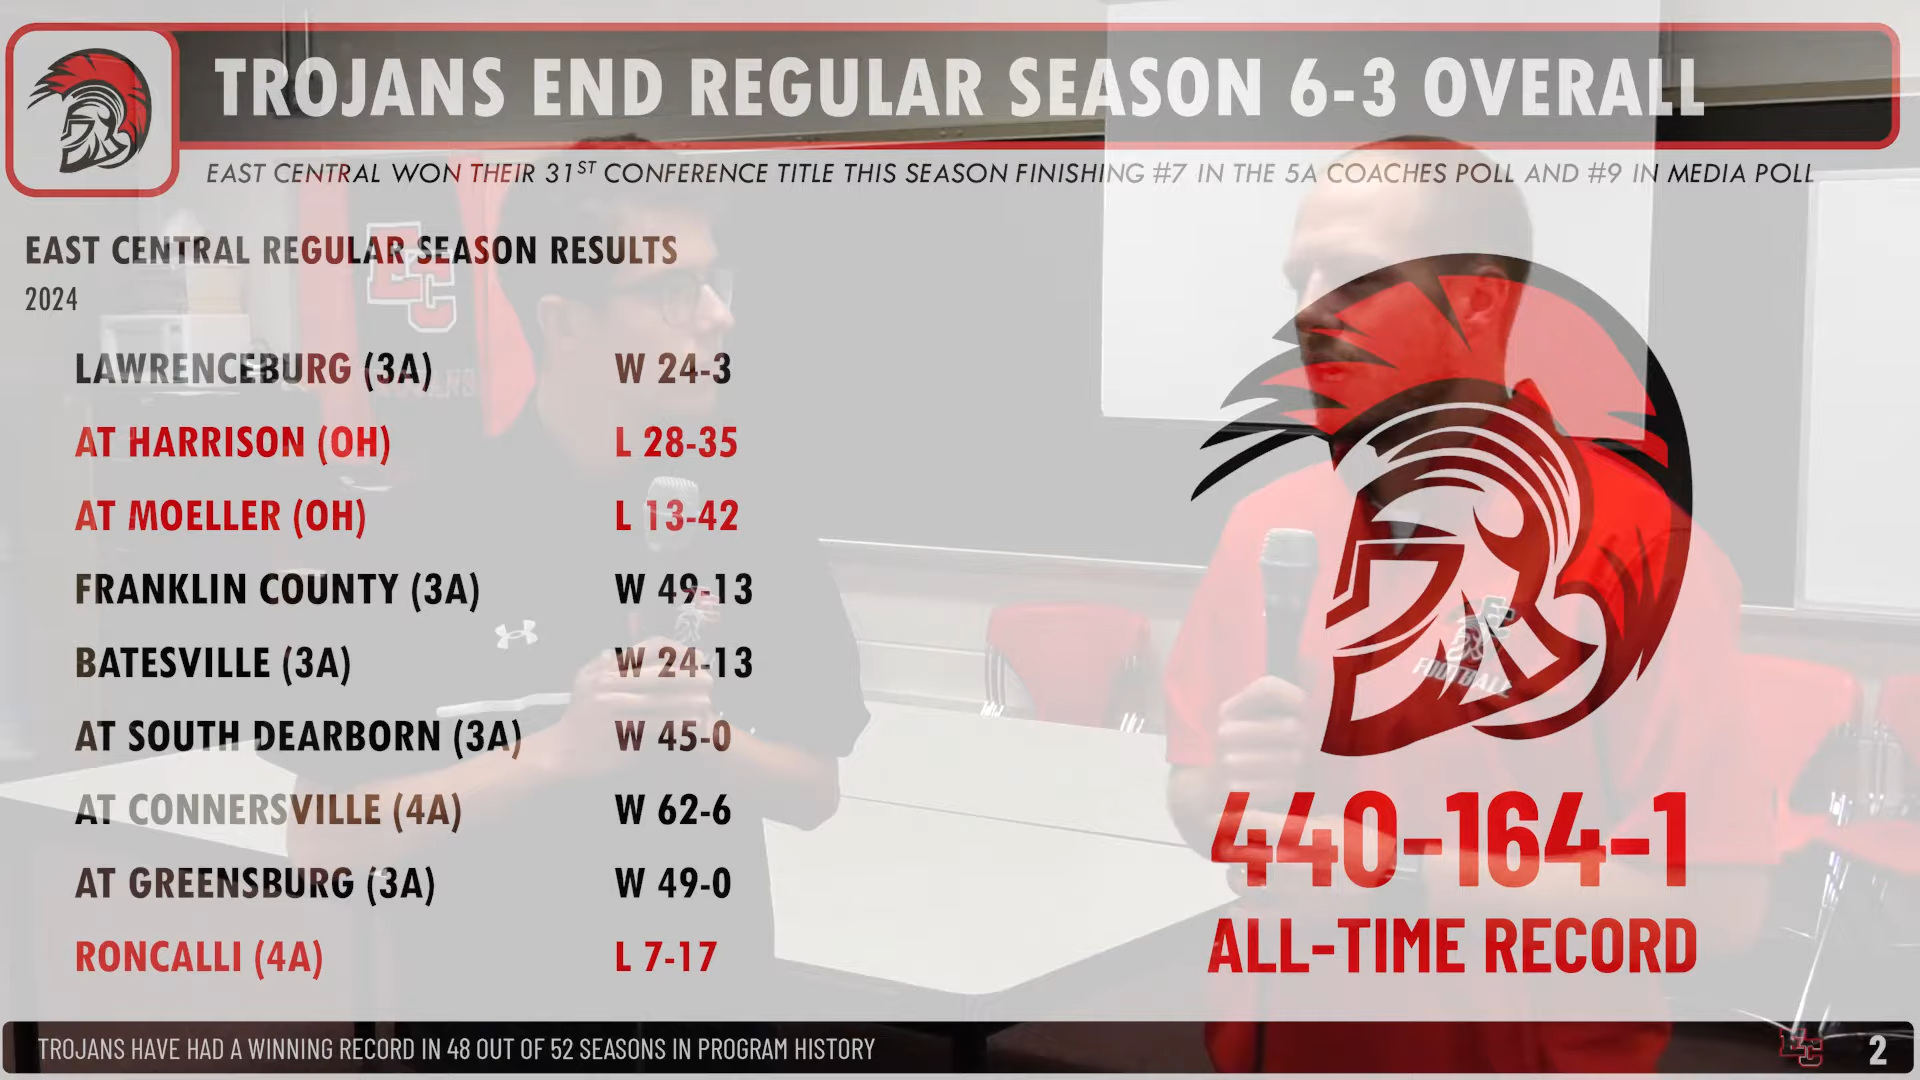 TROJANS END REGULAR SEASON 6-3 OVERALL
EAST CENTRAL WON THEIR 31ST CONFERENCE TITLE THIS SEASON FINISHING #7 IN THE 5A COACHES POLL AND #9 IN MEDIA POLL
EAST CENTRAL REGULAR SEASON RESULTS
2024
EC
LAWRENCEBURG (3A) W 24-3
AT HARRISON (OH) L 28-35
AT MOELLER (OH) L 13-42
FRANKLIN COUNTY (3A) W 49-13
BATESVILLE (3A) W 24-13
AT SOUTH DEARBORN (3A) W 45-0
AT CONNERSVILLE (4A) W 62-6
AT GREENSBURG (3A) W 49-0
RONCALLI (4A) L 7-17
EC
FOOTBALL
440-164-1
ALL-TIME RECORD
TROJANS HAVE HAD A WINNING RECORD IN 48 OUT OF 52 SEASONS IN PROGRAM HISTORY
EC 2